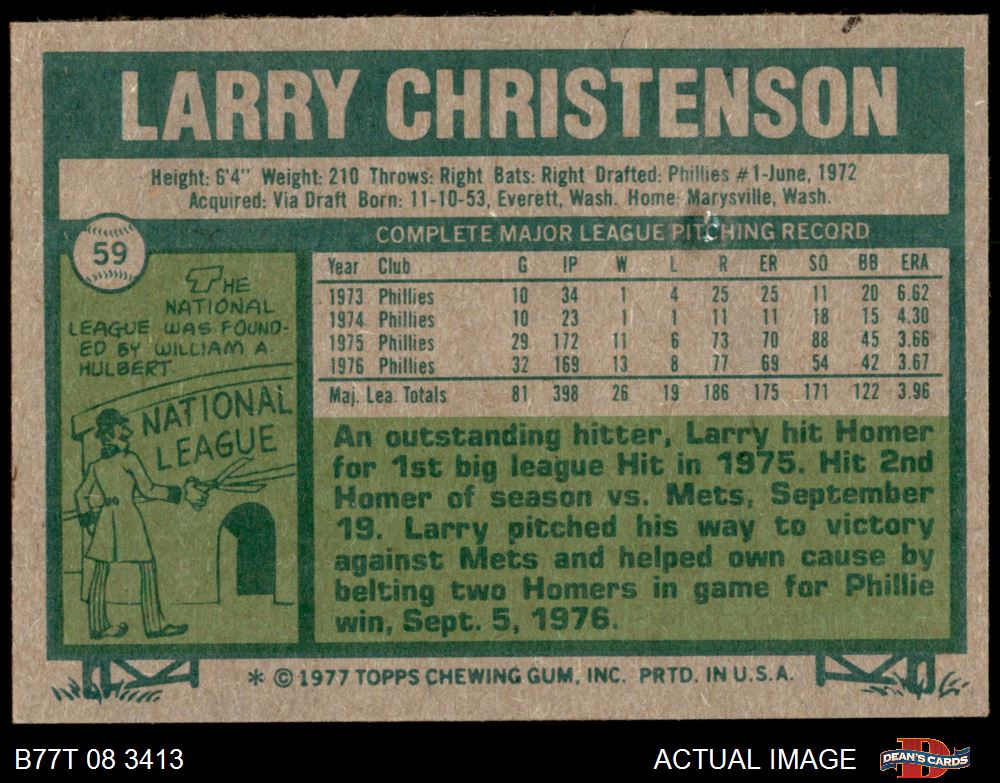 LARRY CHRISTENSON
Height: 6'4" Weight: 210 Throws: Right Bats: Right Drafted: Phillies #1-June, 1972
Acquired: Via Draft Born: 11-10-53, Everett, Wash. Home: Marysville, Wash.
59
THE
NATIONAL
LEAGUE WAS FOUND-
ED BY WILLIAM A
HULBERT
NATIONAL
LEAGUE
COMPLETE MAJOR LEAGUE PITCHING RECORD
Year Club G IP W L R ER SO BB ERA
1973 Phillies 10 34 1 4 25 25 11 20 6.62
1974 Phillies 10 23 1 1 11 11 18 15 4.30
1975 Phillies 29 172 11 6 73 70 88 45 3.66
1976 Phillies 32 169 13 8 77 69 54 42 3.67
Maj. Lea. Totals 81 398 26 19 186 175 171 122 3.96
An outstanding hitter, Larry hit Homer
for 1st big league Hit in 1975. Hit 2nd
Homer of season vs. Mets, September
19. Larry pitched his way to victory
against Mets and helped own cause by
belting two Homers in game for Phillie
win, Sept. 5, 1976.
* © 1977 TOPPS CHEWING GUM, INC. PRTD. IN U.S.A.
B77T 08 3413
ACTUAL IMAGE
DEAN'S CARDS